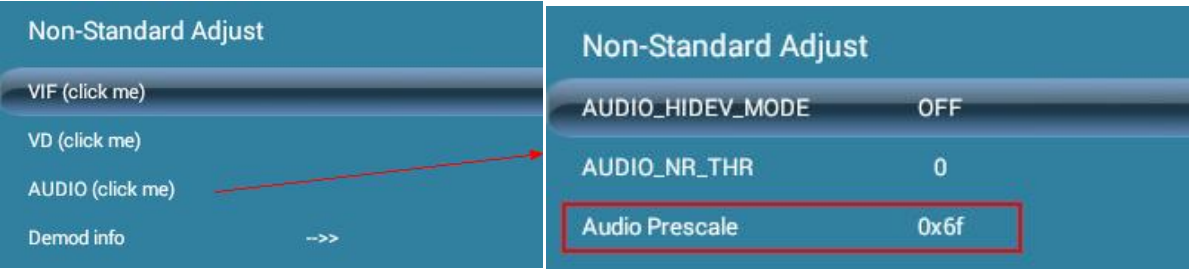 Non-Standard Adjust
VIF (click me)
VD (click me)
AUDIO (click me)
Demod info -->>
Non-Standard Adjust
AUDIO_HIDEV_MODE OFF
AUDIO_NR_THR 0
Audio Prescale 0x6f